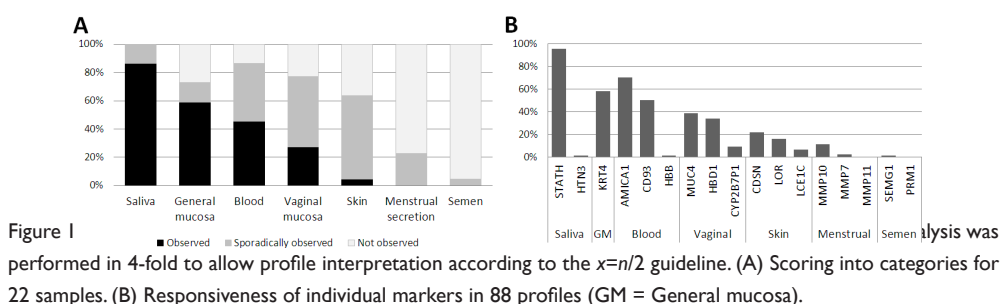 A
100%
80%
60%
40%
20%
0%
Saliva General mucosa Blood Vaginal mucosa Skin Menstrual secretion Semen
Observed Sporadically observed Not observed
B
100%
80%
60%
40%
20%
0%
STATH HTN3 KRT4 AMICA1 CD93 HBB MUC4 HBD1 CYP2B7P1 CDSN LOR LCE1C MMP10 MMP7 MMP11 SEMG1 PRM1
Saliva GM Blood Vaginal Skin Menstrual Semen
Figure 1 lysis was
performed in 4-fold to allow profile interpretation according to the x=n/2 guideline. (A) Scoring into categories for
22 samples. (B) Responsiveness of individual markers in 88 profiles (GM = General mucosa).